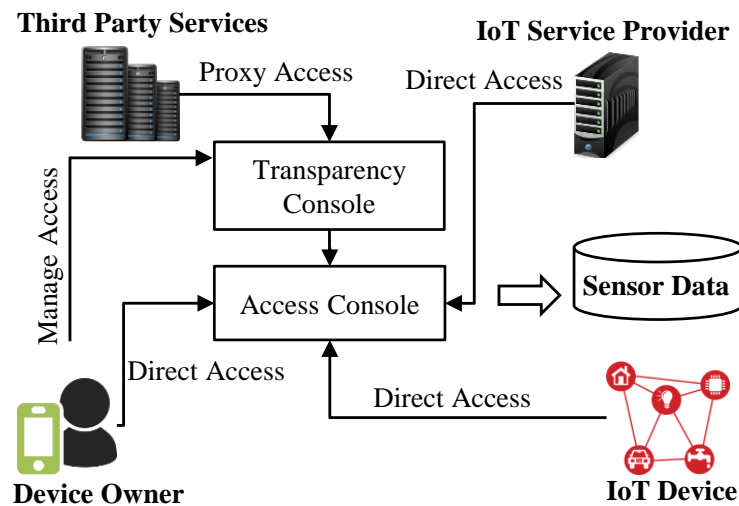 Third Party Services
IoT Service Provider
Proxy Access
Direct Access
Transparency
Console
Manage Access
Access Console
Sensor Data
Direct Access
Direct Access
Device Owner
IoT Device